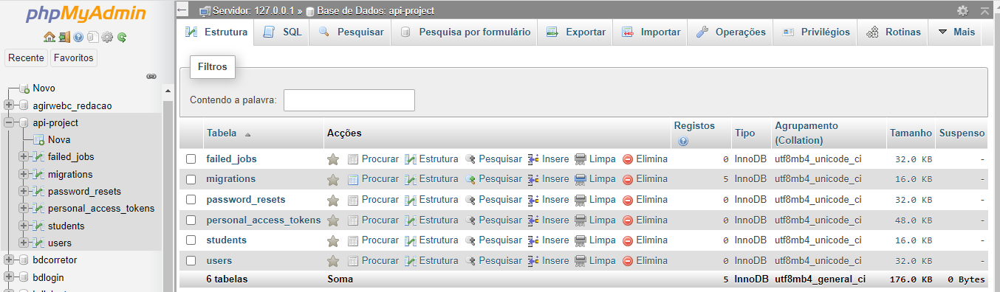 phpMyAdmin
Recente Favoritos
Novo
agirwebc_redacao
api-project
Nova
failed_jobs
migrations
password_resets
personal_access_tokens
students
users
bdcorretor
bdlogin
Servidor: 127.0.0.1 » Base de Dados: api-project
Estrutura SQL Pesquisar Pesquisa por formulário Exportar Importar Operações Privilégios Rotinas Mais
Filtros
Contendo a palavra:
Tabela Acções Registos Tipo Agrupamento (Collation) Tamanho Suspenso
failed_jobs Procurar Estrutura Pesquisar Insere Limpa Elimina 0 InnoDB utf8mb4_unicode_ci 32.0 KB -
migrations Procurar Estrutura Pesquisar Insere Limpa Elimina 5 InnoDB utf8mb4_unicode_ci 16.0 KB -
password_resets Procurar Estrutura Pesquisar Insere Limpa Elimina 0 InnoDB utf8mb4_unicode_ci 32.0 KB -
personal_access_tokens Procurar Estrutura Pesquisar Insere Limpa Elimina 0 InnoDB utf8mb4_unicode_ci 48.0 KB -
students Procurar Estrutura Pesquisar Insere Limpa Elimina 0 InnoDB utf8mb4_unicode_ci 16.0 KB -
users Procurar Estrutura Pesquisar Insere Limpa Elimina 0 InnoDB utf8mb4_unicode_ci 32.0 KB -
6 tabelas Soma 5 InnoDB utf8mb4_general_ci 176.0 KB 0 Bytes